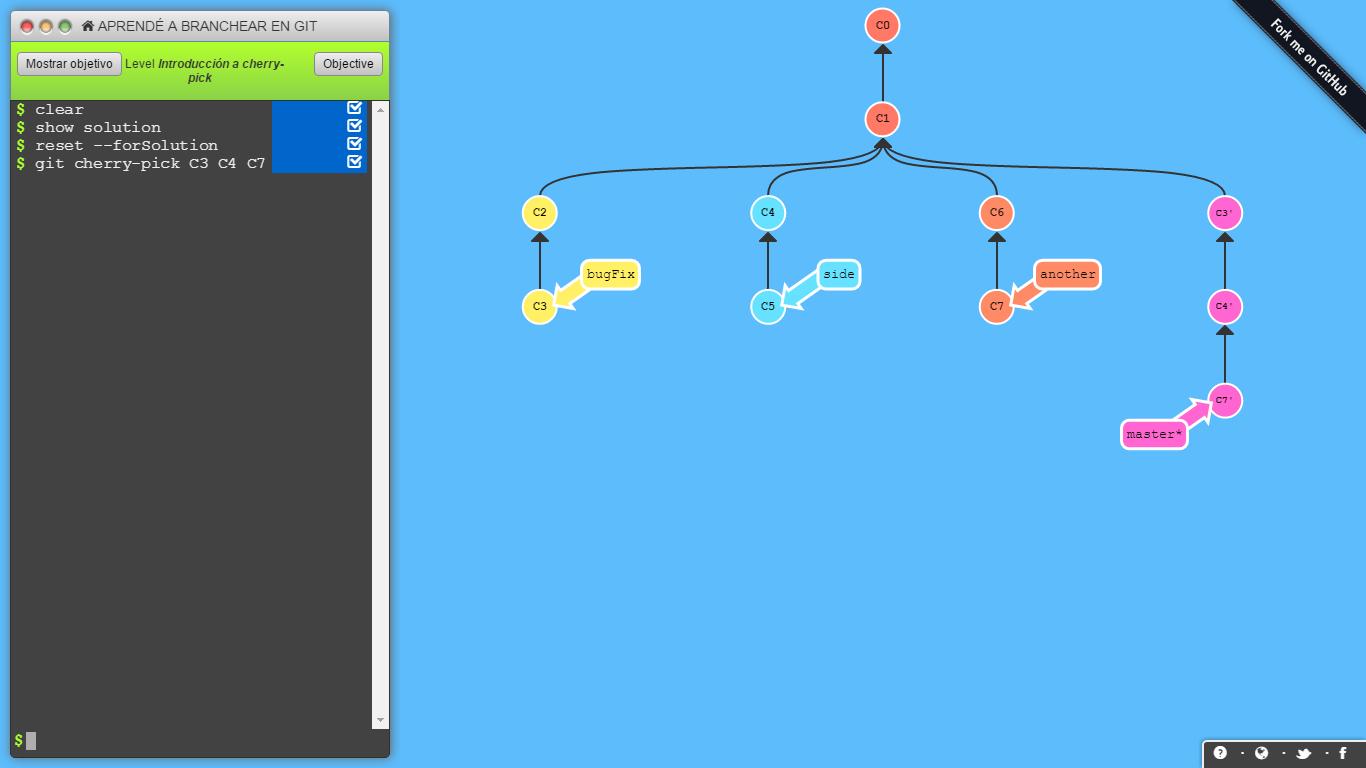 APRENDÉ A BRANCHEAR EN GIT
Mostrar objetivo
Level Introducción a cherry-
pick
Objective
$ clear
$ show solution
$ reset --forSolution
$ git cherry-pick C3 C4 C7
$
C0
C1
C2
C4
C6
C3'
bugFix
side
another
C3
C5
C7
C4'
C7'
master*
Fork me on GitHub